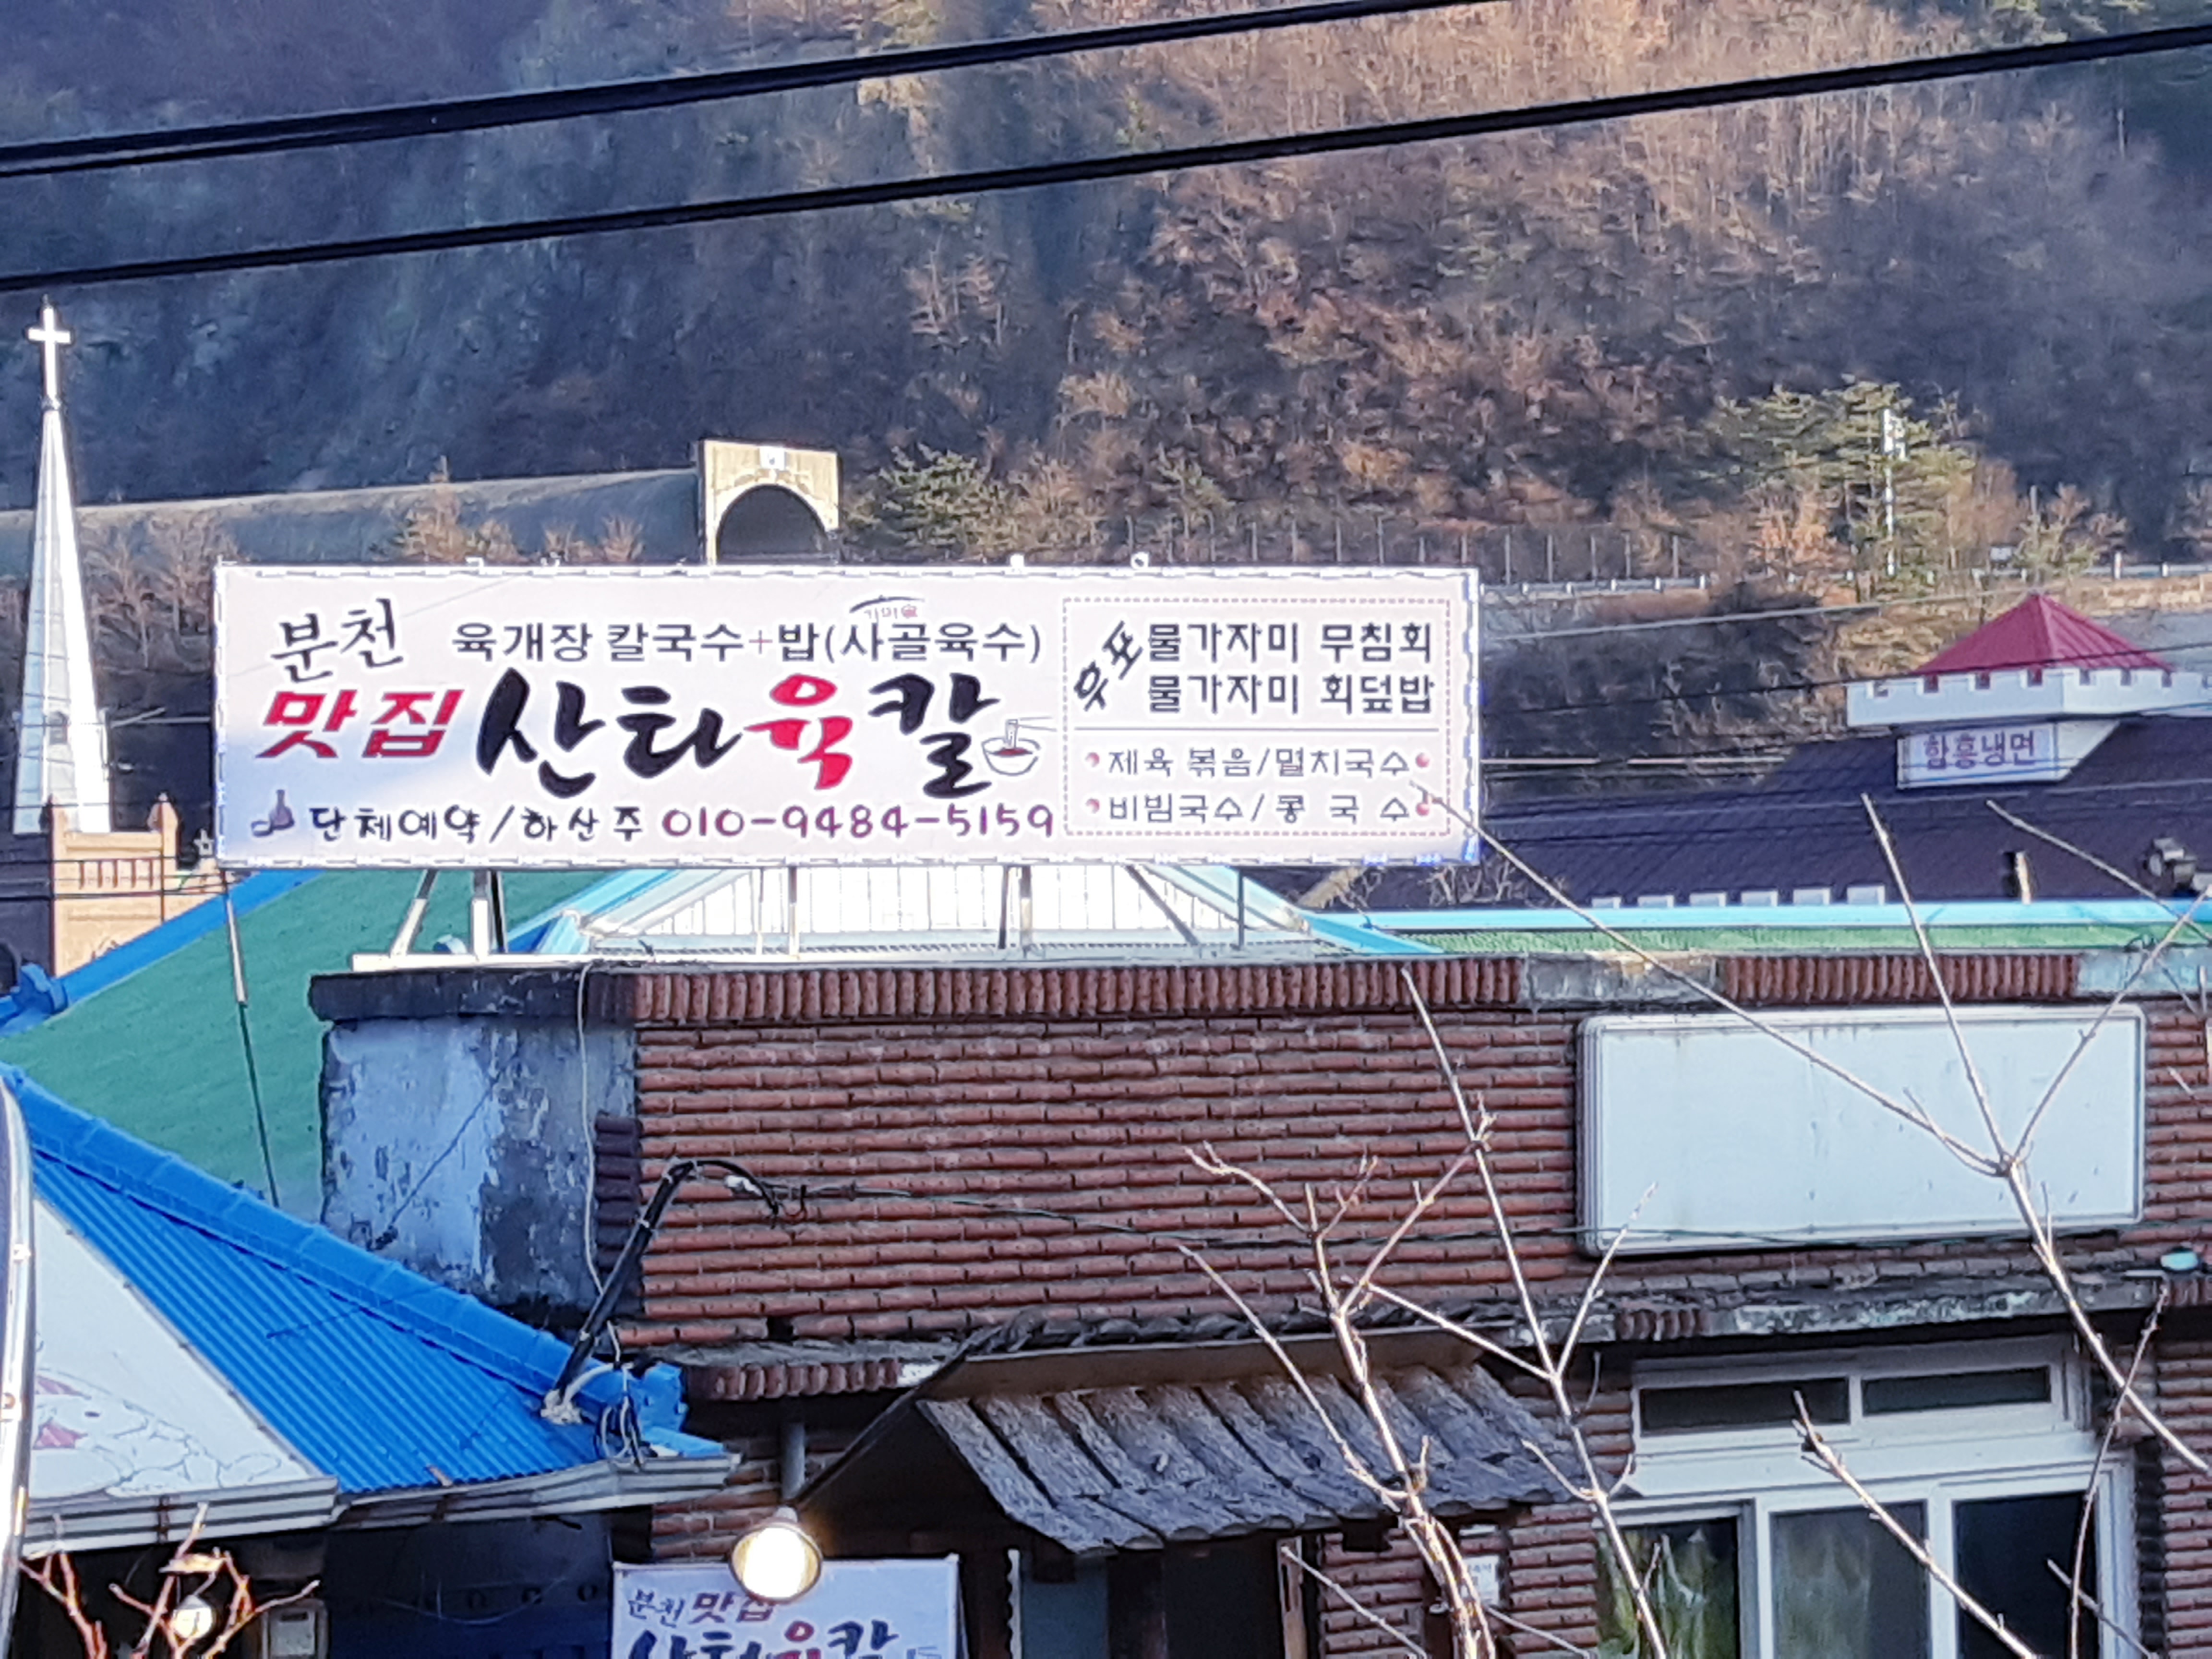 분천 육개장 칼국수+밥(사골육수)
맛집 산타육칼
단체예약/하산주 010-9484-5159
후포 물가자미 무침회
물가자미 회덮밥
제육 볶음/멸치국수
비빔국수/콩 국 수
함흥냉면
분천 맛집